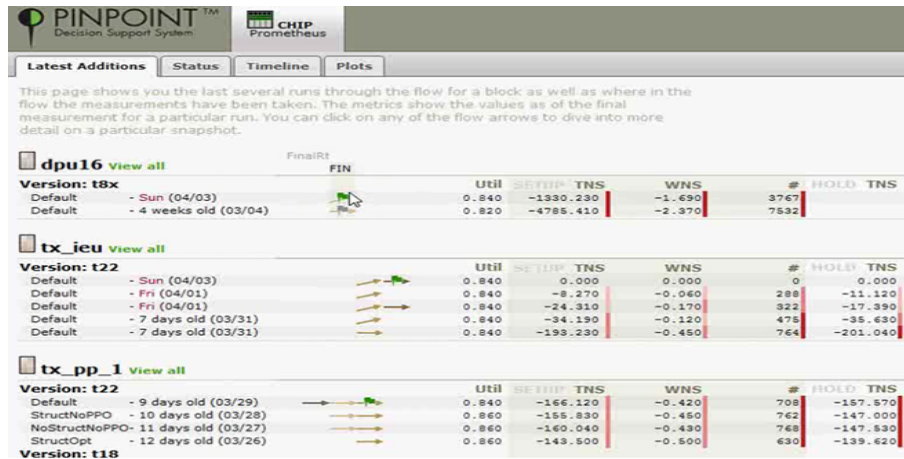 PINPOINT™
Decision Support System
CHIP
Prometheus
Latest Additions Status Timeline Plots
This page shows you the last several runs through the flow for a block as well as where in the
flow the measurements have been taken. The metrics show the values as of the final
measurement for a particular run. You can click on any of the flow arrows to dive into more
detail on a particular snapshot.
FinalRt
dpu16 View all FIN
Version: t8x Util SETUP TNS WNS # HOLD TNS
Default - Sun (04/03) 0.840 -1330.230 -1.690 3767
Default - 4 weeks old (03/04) 0.820 -4785.410 -2.370 7532
tx_ieu View all
Version: t22 Util SETUP TNS WNS # HOLD TNS
Default - Sun (04/03) 0.840 0.000 0.000 0 0.000
Default - Fri (04/01) 0.840 -8.270 -0.060 288 -11.120
Default - Fri (04/01) 0.840 -24.310 -0.170 322 -17.390
Default - 7 days old (03/31) 0.840 -34.190 -0.120 475 -35.630
Default - 7 days old (03/31) 0.840 -193.230 -0.450 764 -201.040
tx_pp_1 View all
Version: t22 Util SETUP TNS WNS # HOLD TNS
Default - 9 days old (03/29) 0.840 -166.120 -0.420 708 -157.570
StructNoPPO - 10 days old (03/28) 0.860 -155.830 -0.450 762 -147.000
NoStructNoPPO- 11 days old (03/27) 0.860 -160.040 -0.430 768 -147.530
StructOpt - 12 days old (03/26) 0.860 -143.500 -0.500 630 -139.620
Version: t18